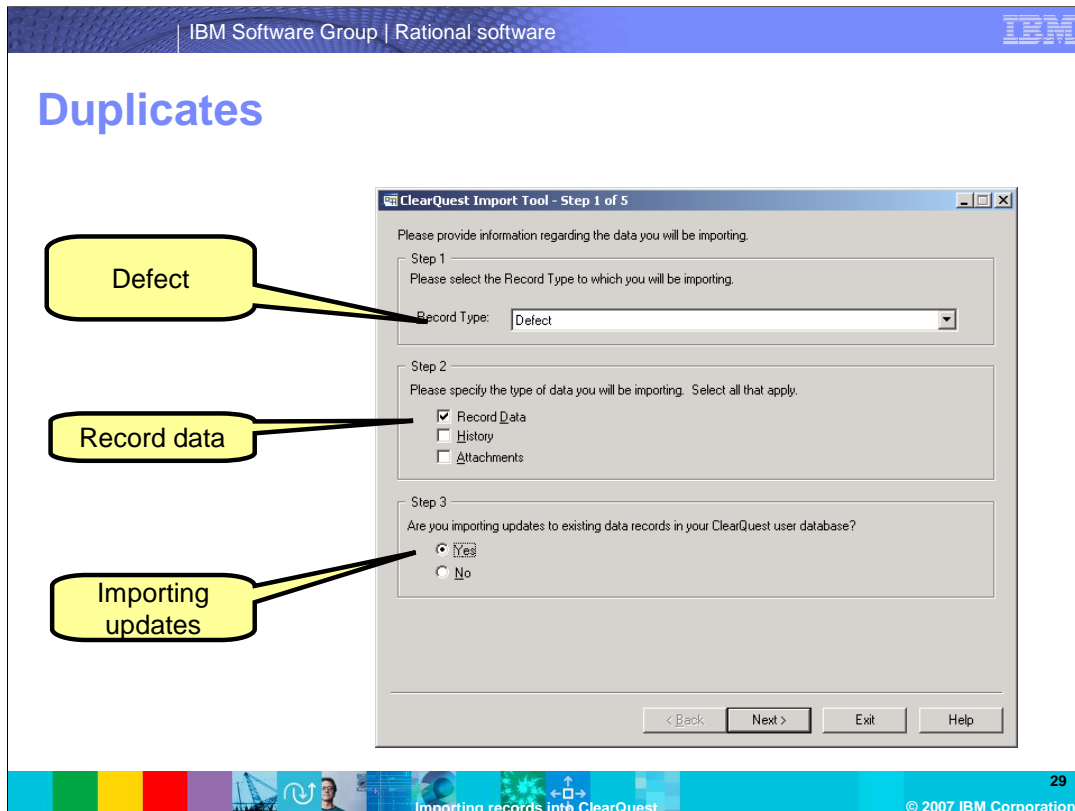 IBM Software Group | Rational software
IBM
Duplicates
ClearQuest Import Tool - Step 1 of 5
Please provide information regarding the data you will be importing.
Step 1
Please select the Record Type to which you will be importing.
Record Type: Defect
Step 2
Please specify the type of data you will be importing. Select all that apply.
Record Data
History
Attachments
Step 3
Are you importing updates to existing data records in your ClearQuest user database?
Yes
No
< Back Next > Exit Help
Defect
Record data
Importing
updates
29
Importing records into ClearQuest
© 2007 IBM Corporation